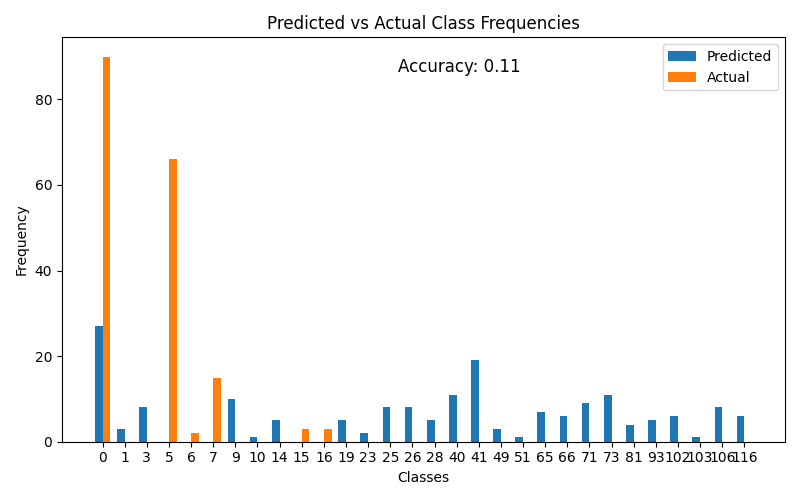 Predicted vs Actual Class Frequencies
Accuracy: 0.11
Predicted
Actual
Frequency
80
60
40
20
0
0 1 3 5 6 7 9 10 14 15 16 19 23 25 26 28 40 41 49 51 65 66 71 73 81 93 102 103 106 116
Classes